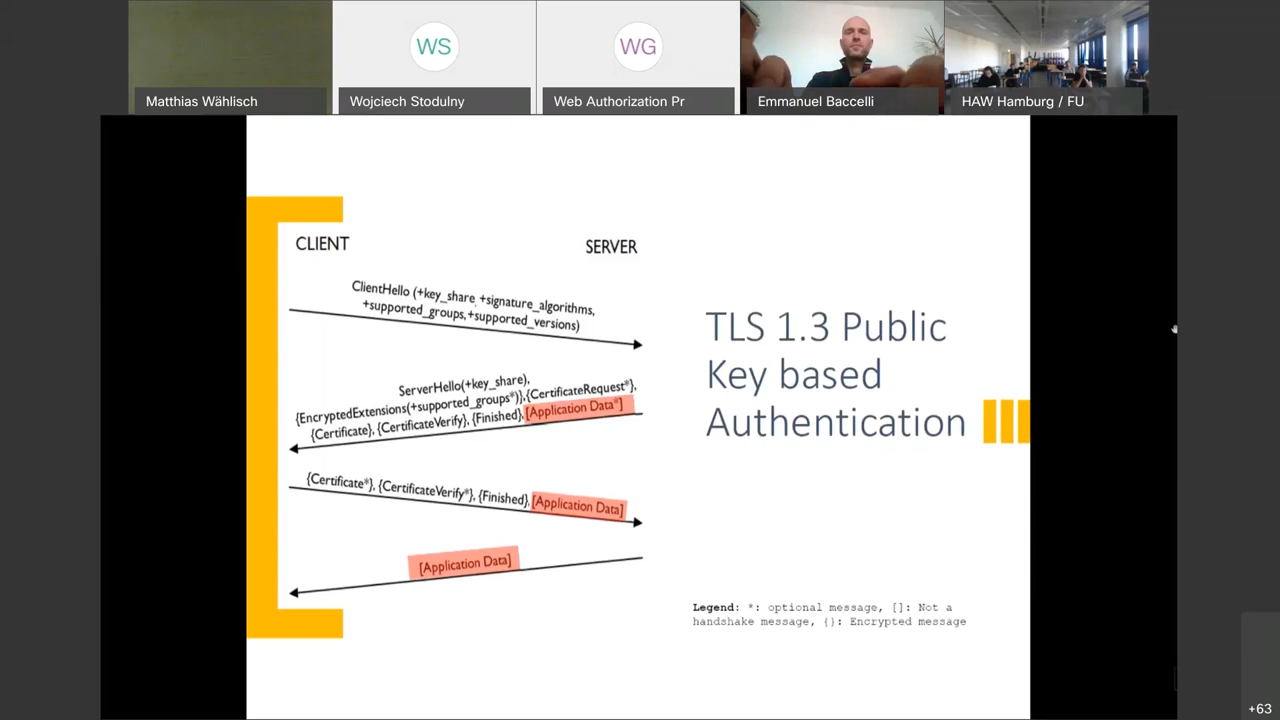 WS
WG
Matthias Wählisch
Wojciech Stodulny
Web Authorization Pr
Emmanuel Baccelli
HAW Hamburg / FU
CLIENT
SERVER
ClientHello (+key_share, +signature_algorithms,
+supported_groups,+supported_versions)
ServerHello(+key_share),
{EncryptedExtensions(+supported_groups*)},{CertificateRequest*},
{Certificate}, {CertificateVerify}, {Finished},[Application Data*]
{Certificate*}, {CertificateVerify*}, {Finished},[Application Data]
[Application Data]
TLS 1.3 Public
Key based
Authentication
Legend: *: optional message, []: Not a
handshake message, {}: Encrypted message
+63